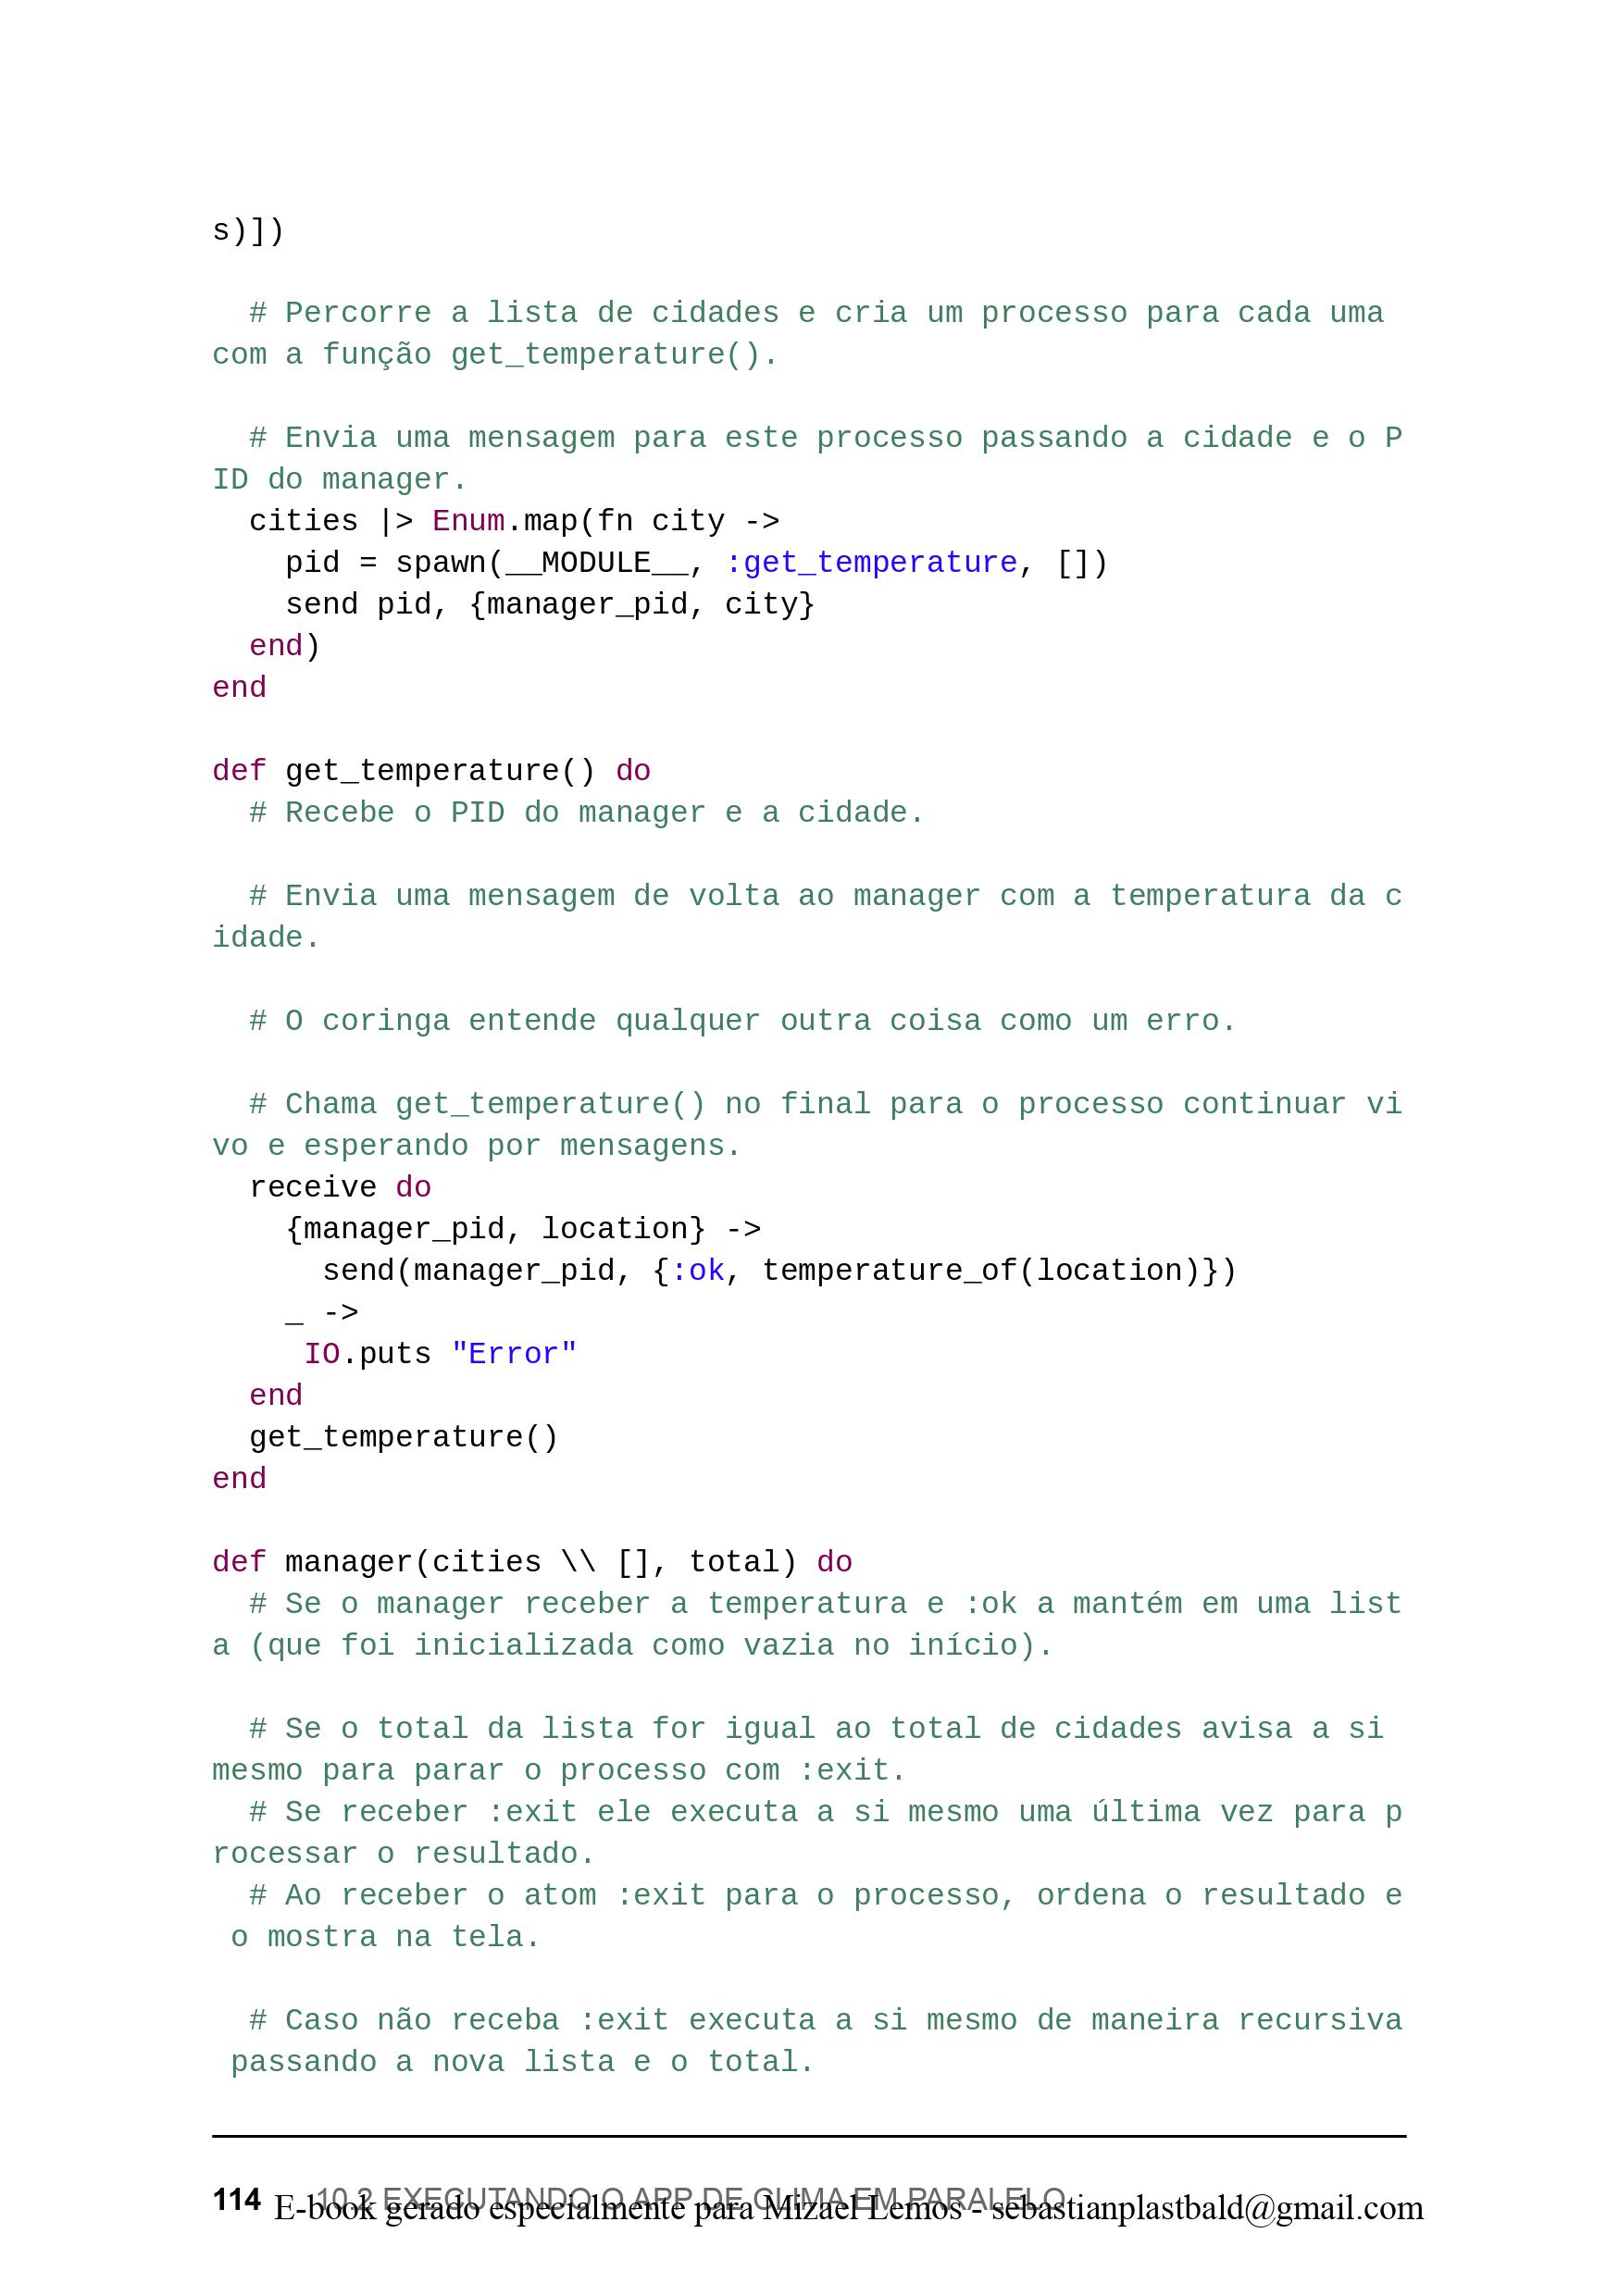 s)])
  # Percorre a lista de cidades e cria um processo para cada uma
com a função get_temperature().
  # Envia uma mensagem para este processo passando a cidade e o P
ID do manager.
  cities |> Enum.map(fn city ->
    pid = spawn(__MODULE__, :get_temperature, [])
    send pid, {manager_pid, city}
  end)
end
def get_temperature() do
  # Recebe o PID do manager e a cidade.
  # Envia uma mensagem de volta ao manager com a temperatura da c
idade.
  # O coringa entende qualquer outra coisa como um erro.
  # Chama get_temperature() no final para o processo continuar vi
vo e esperando por mensagens.
  receive do
    {manager_pid, location} ->
      send(manager_pid, {:ok, temperature_of(location)})
    _ ->
     IO.puts "Error"
  end
  get_temperature()
end
def manager(cities \\ [], total) do
  # Se o manager receber a temperatura e :ok a mantém em uma list
a (que foi inicializada como vazia no início).
  # Se o total da lista for igual ao total de cidades avisa a si
mesmo para parar o processo com :exit.
  # Se receber :exit ele executa a si mesmo uma última vez para p
rocessar o resultado.
  # Ao receber o atom :exit para o processo, ordena o resultado e
 o mostra na tela.
  # Caso não receba :exit executa a si mesmo de maneira recursiva
 passando a nova lista e o total.
114 10.2 EXECUTANDO O APP DE CLIMA EM PARALELO
E-book gerado especialmente para Mizael Lemos - sebastianplastbald@gmail.com